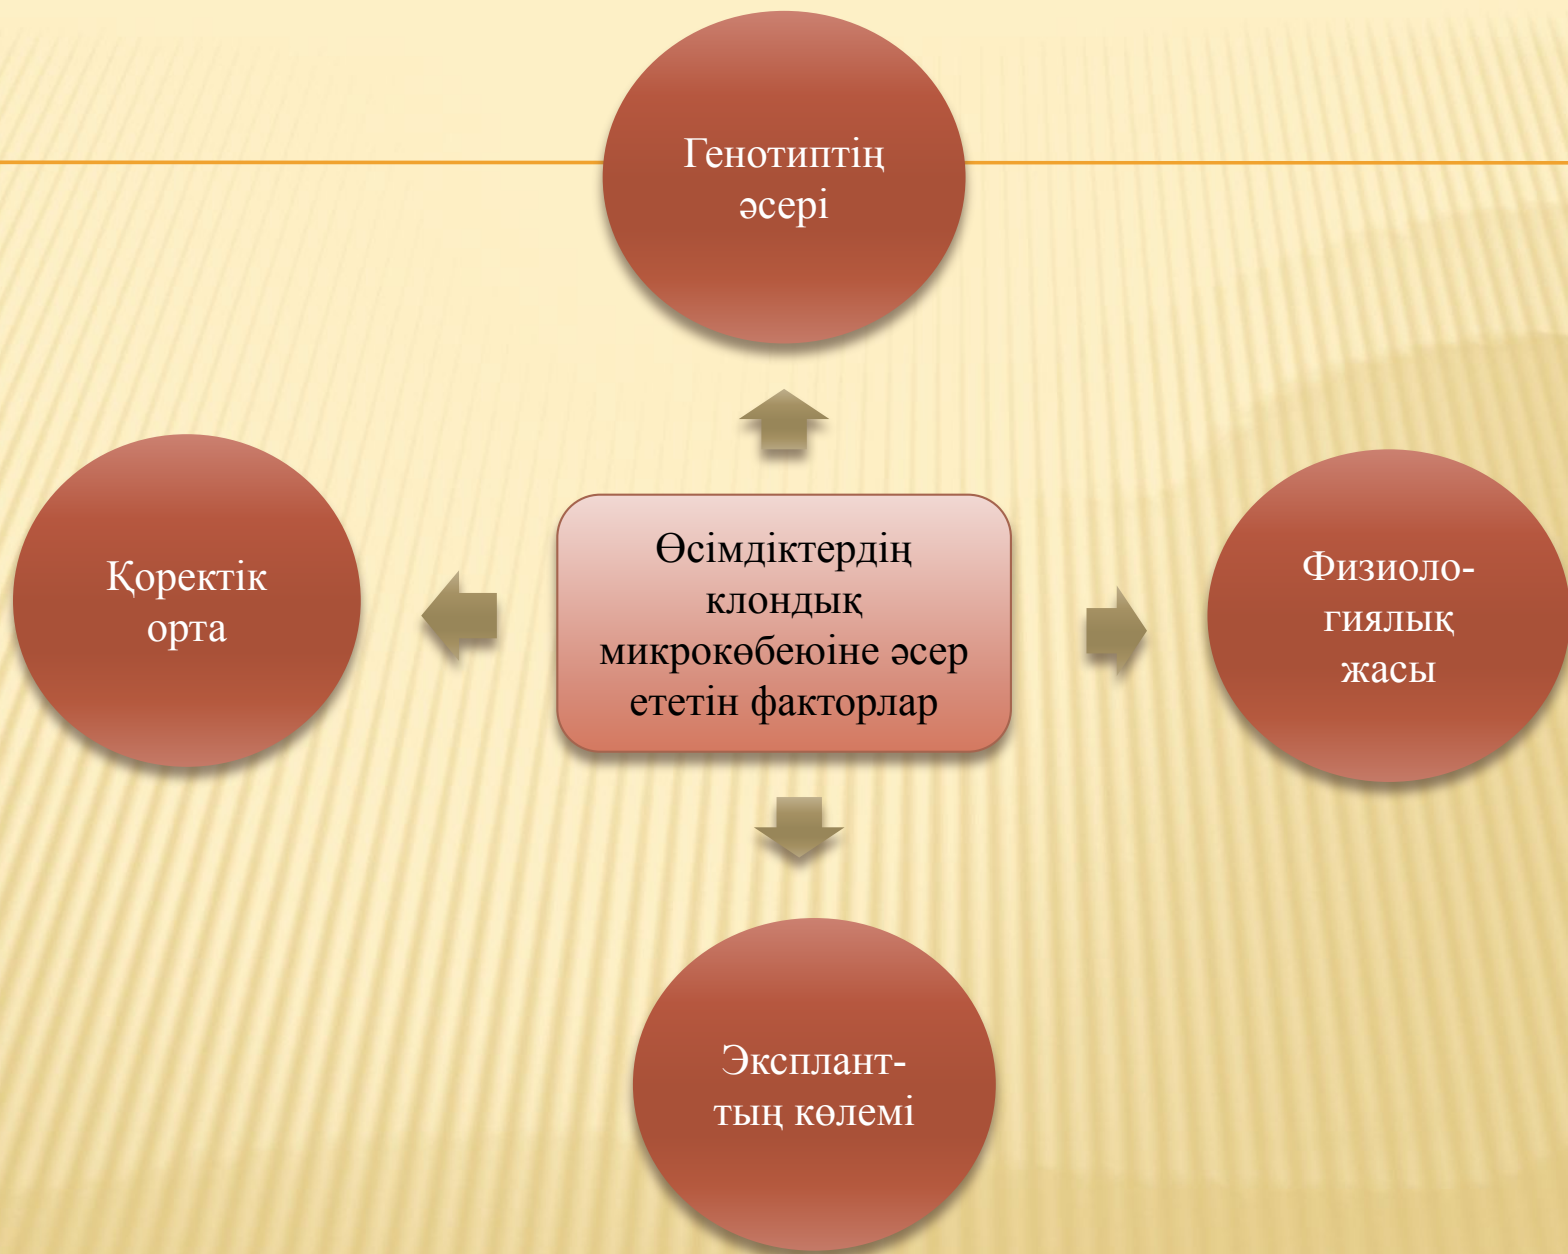 Генотиптің
әсері
Қоректік
орта
Өсімдіктердің
клондық
микрокөбеюіне әсер
ететін факторлар
Физиоло-
гиялық
жасы
Эксплант-
тың көлемі